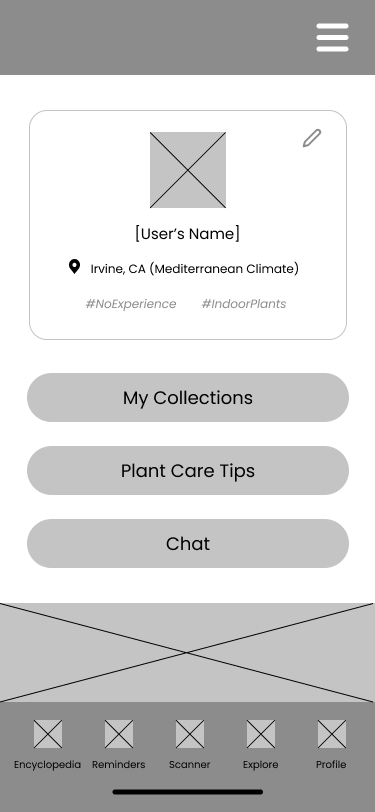 [User’s Name]
Irvine, CA (Mediterranean Climate)
#NoExperience #IndoorPlants
My Collections
Plant Care Tips
Chat
Encyclopedia Reminders Scanner Explore Profile